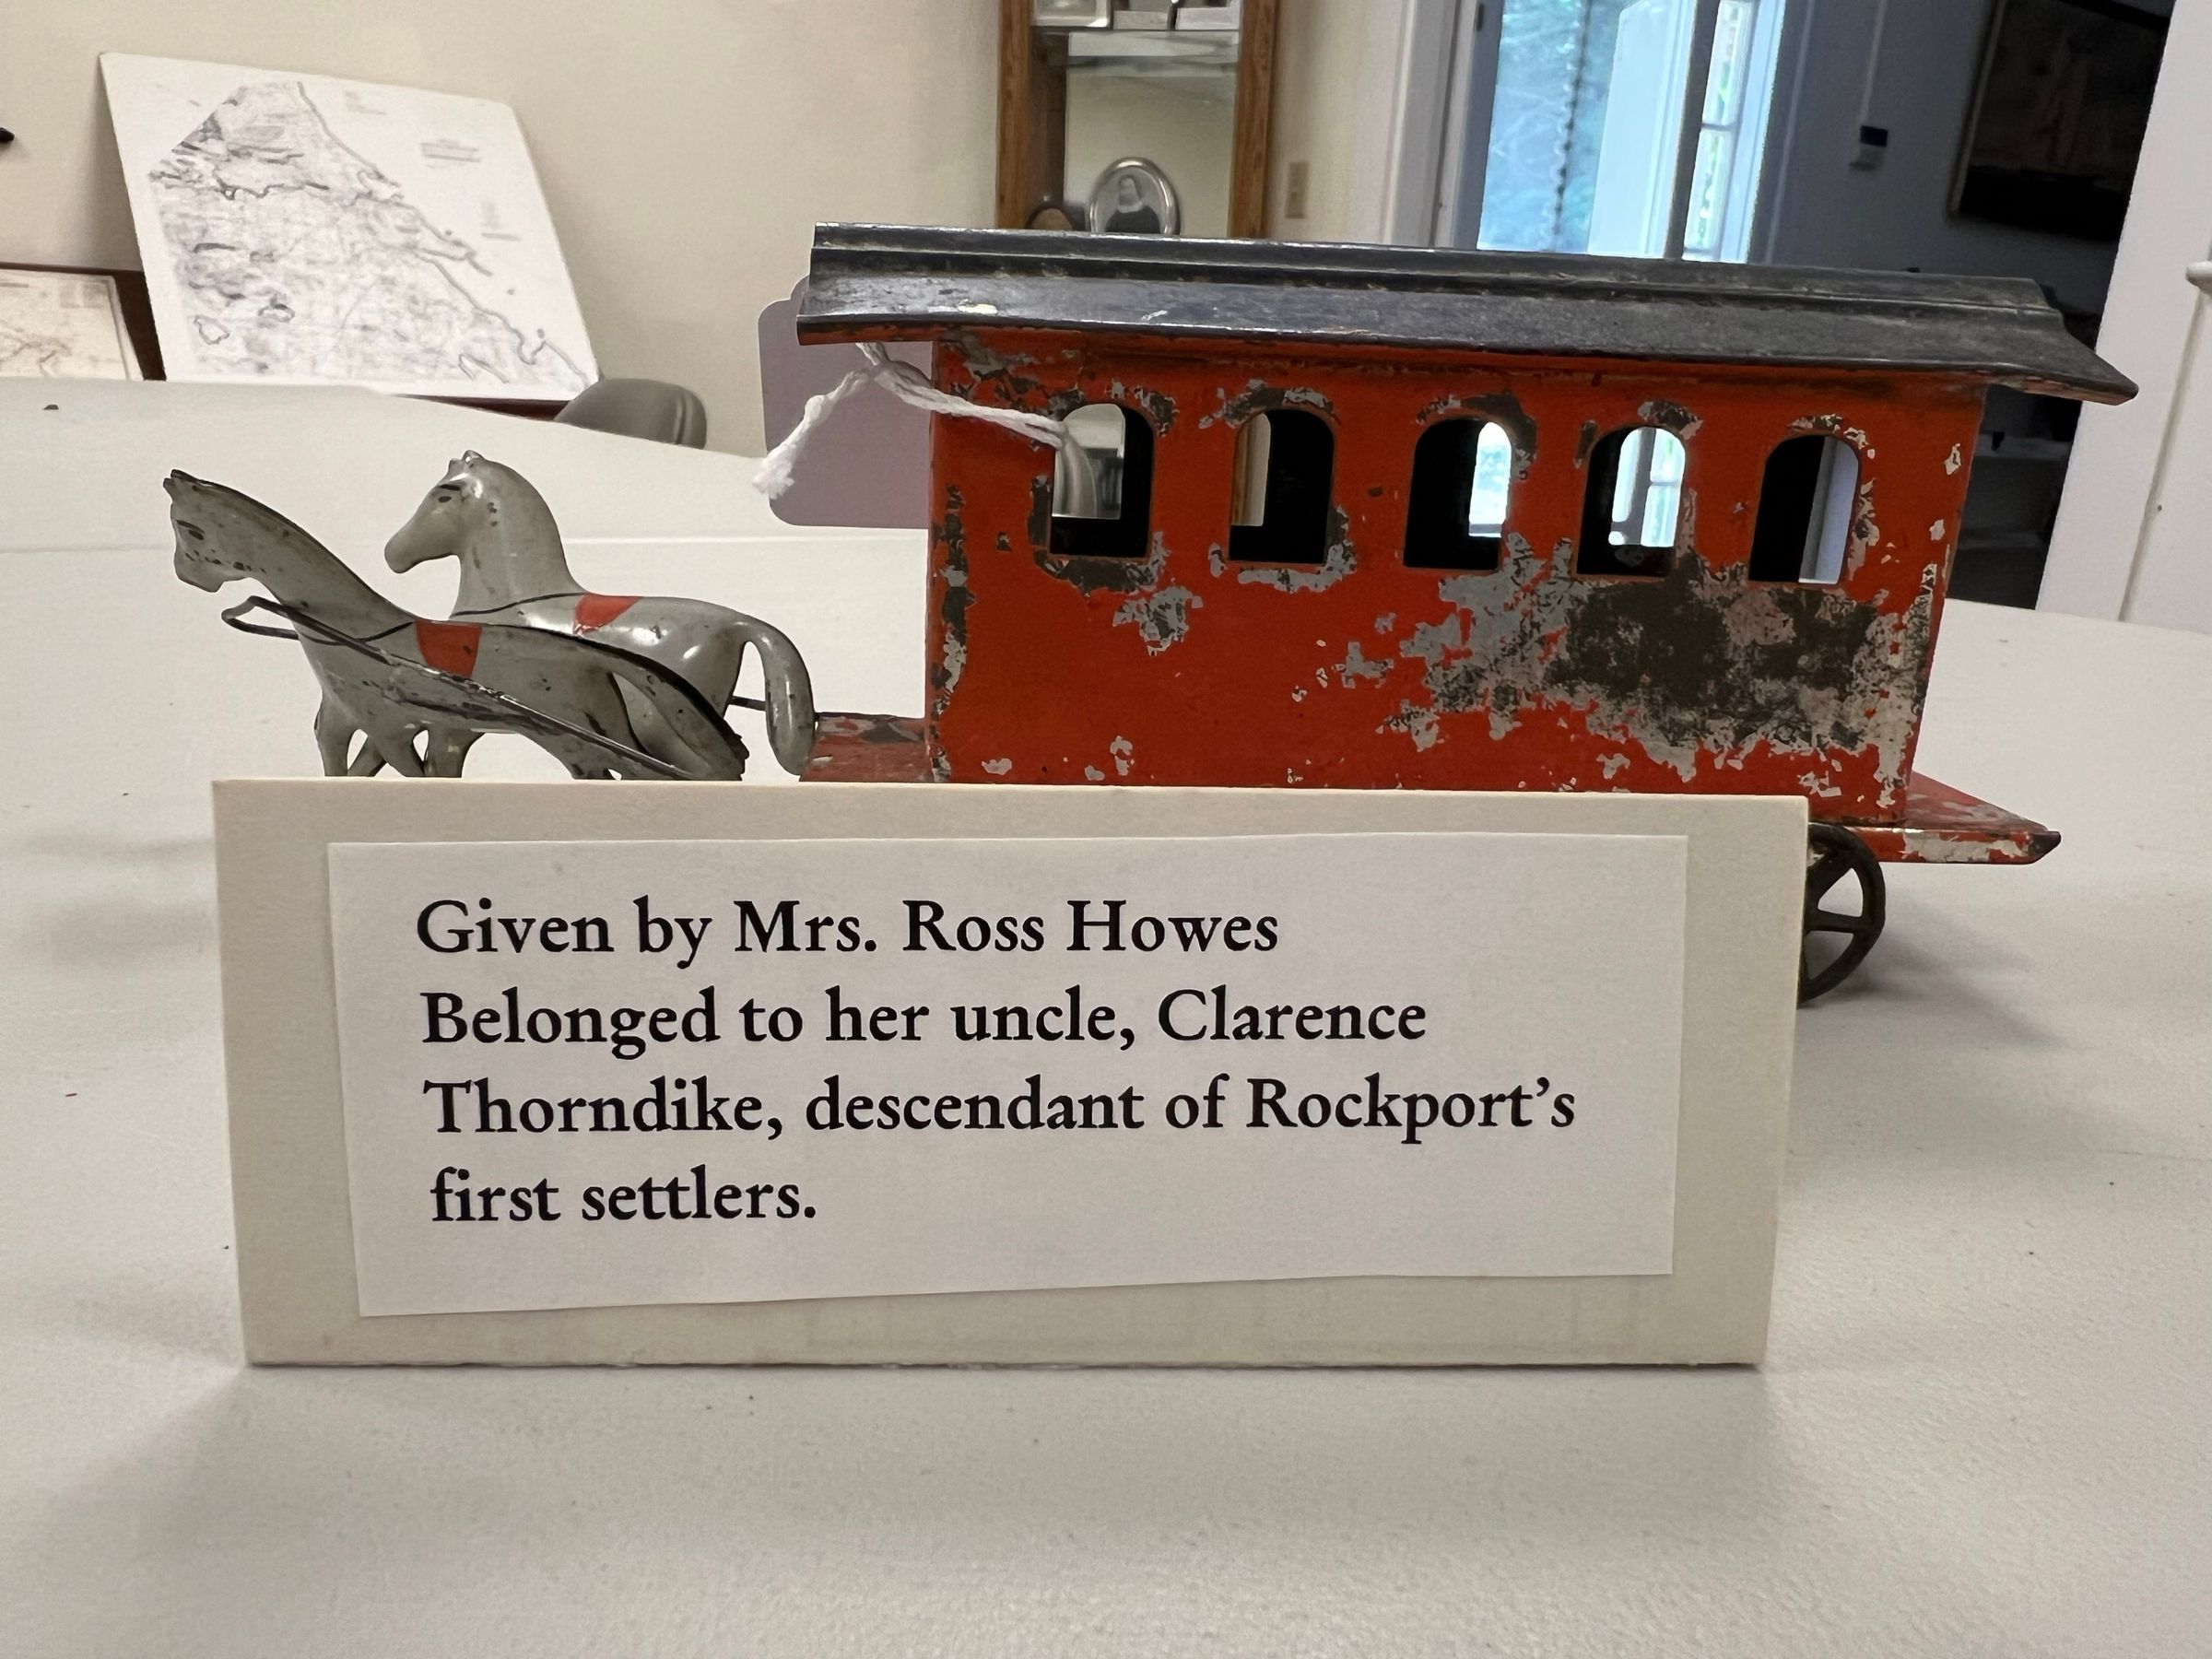 Given by Mrs. Ross Howes
Belonged to her uncle, Clarence
Thorndike, descendant of Rockport's
first settlers.